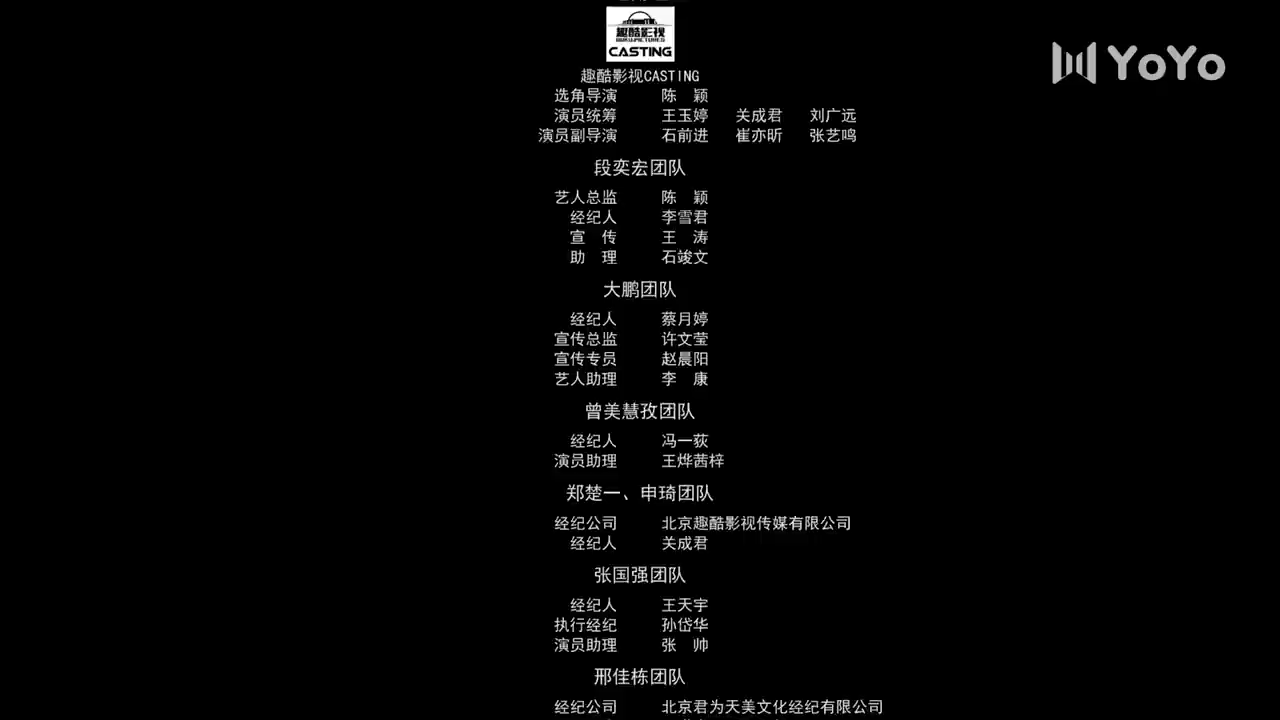 趣酷影视
CASTING
YoYo
趣酷影视CASTING
选角导演 陈 颖
演员统筹 王玉婷 关成君 刘广远
演员副导演 石前进 崔亦昕 张艺鸣
段奕宏团队
艺人总监 陈 颖
经纪人 李雪君
宣 传 王 涛
助 理 石竣文
大鹏团队
经纪人 蔡月婷
宣传总监 许文莹
宣传专员 赵晨阳
艺人助理 李 康
曾美慧孜团队
经纪人 冯一荻
演员助理 王烨茜梓
郑楚一、申琦团队
经纪公司 北京趣酷影视传媒有限公司
经纪人 关成君
张国强团队
经纪人 王天宇
执行经纪 孙岱华
演员助理 张 帅
邢佳栋团队
经纪公司 北京君为天美文化经纪有限公司